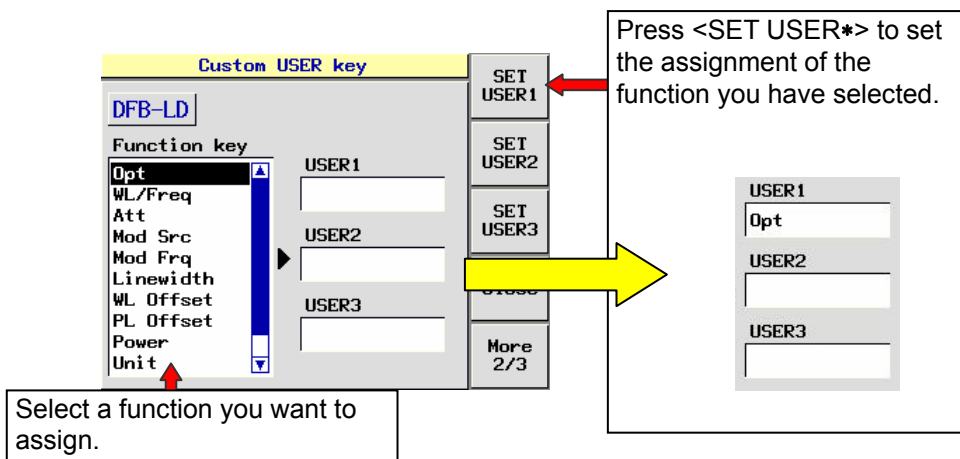 Custom USER key
DFB-LD
Function key
Opt
WL/Freq
Att
Mod Src
Mod Frq
Linewidth
WL Offset
PL Offset
Power
Unit
USER1
USER2
USER3
SET
USER1
SET
USER2
SET
USER3
More
2/3
Select a function you want to
assign.
Press <SET USER*> to set
the assignment of the
function you have selected.
USER1
Opt
USER2
USER3